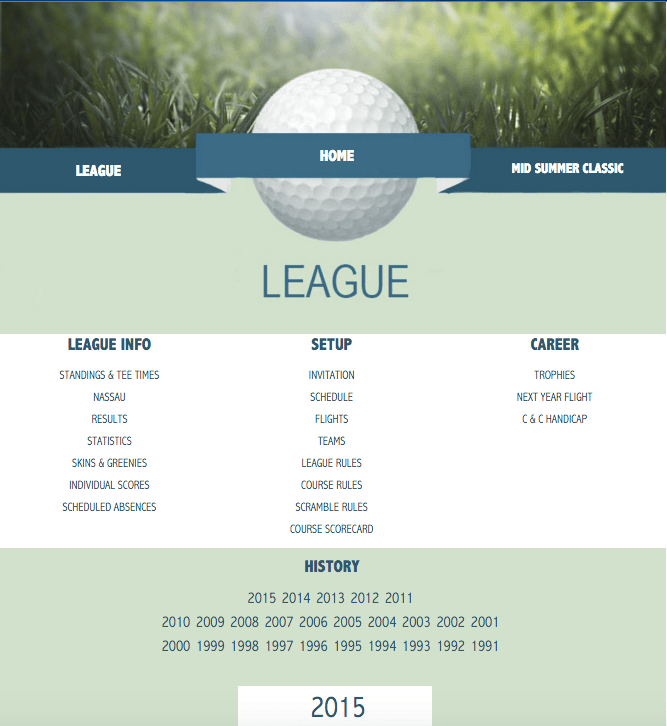 LEAGUE
HOME
MID SUMMER CLASSIC
LEAGUE
LEAGUE INFO
STANDINGS & TEE TIMES
NASSAU
RESULTS
STATISTICS
SKINS & GREENIES
INDIVIDUAL SCORES
SCHEDULED ABSENCES
SETUP
INVITATION
SCHEDULE
FLIGHTS
TEAMS
LEAGUE RULES
COURSE RULES
SCRAMBLE RULES
COURSE SCORECARD
CAREER
TROPHIES
NEXT YEAR FLIGHT
C & C HANDICAP
HISTORY
2015 2014 2013 2012 2011
2010 2009 2008 2007 2006 2005 2004 2003 2002 2001
2000 1999 1998 1997 1996 1995 1994 1993 1992 1991
2015